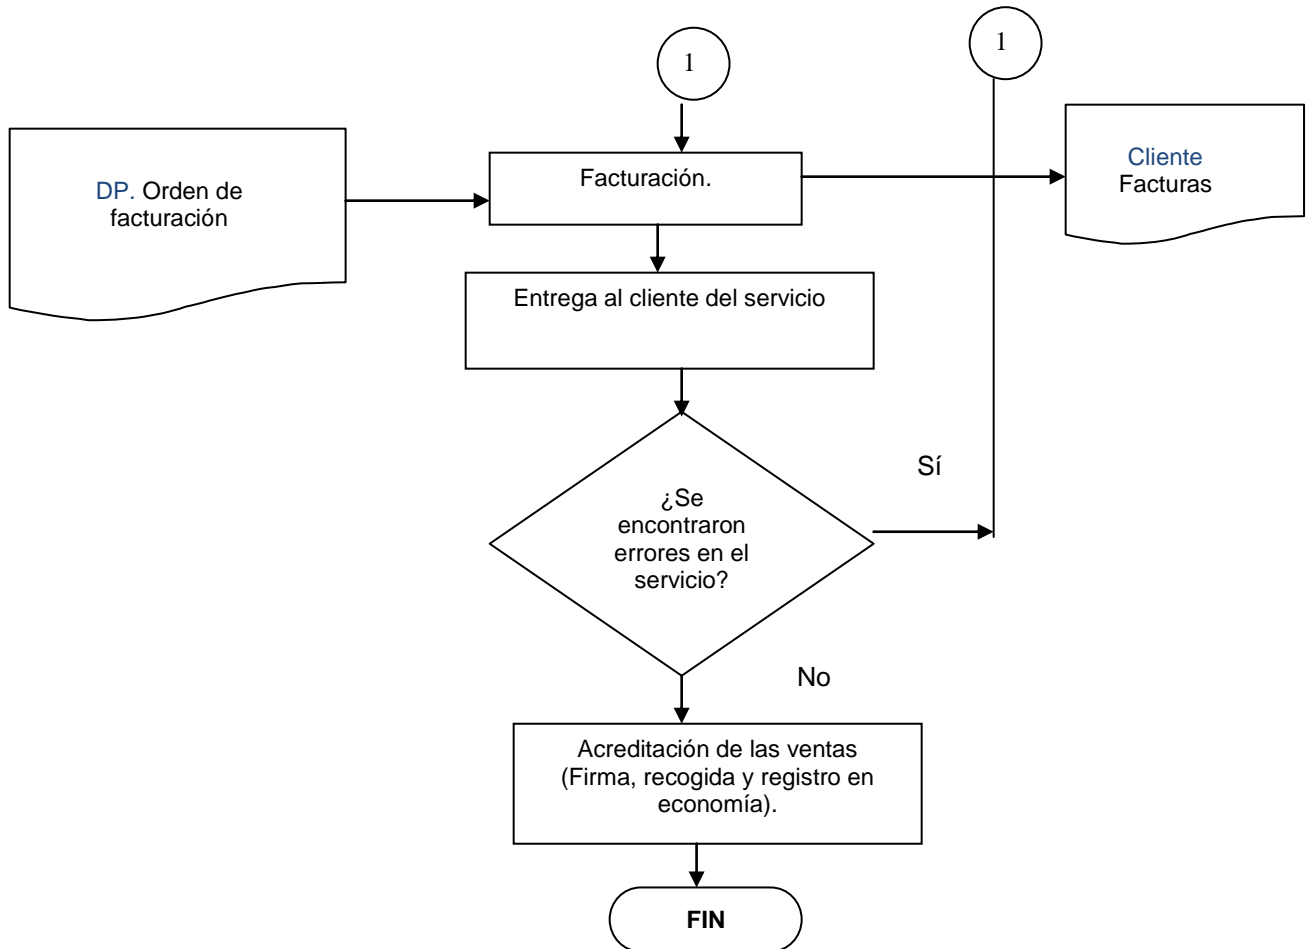 1
1
DP. Orden de
facturación
Facturación.
Cliente
Facturas
Entrega al cliente del servicio
Sí
¿Se
encontraron
errores en el
servicio?
No
Acreditación de las ventas
(Firma, recogida y registro en
economía).
FIN